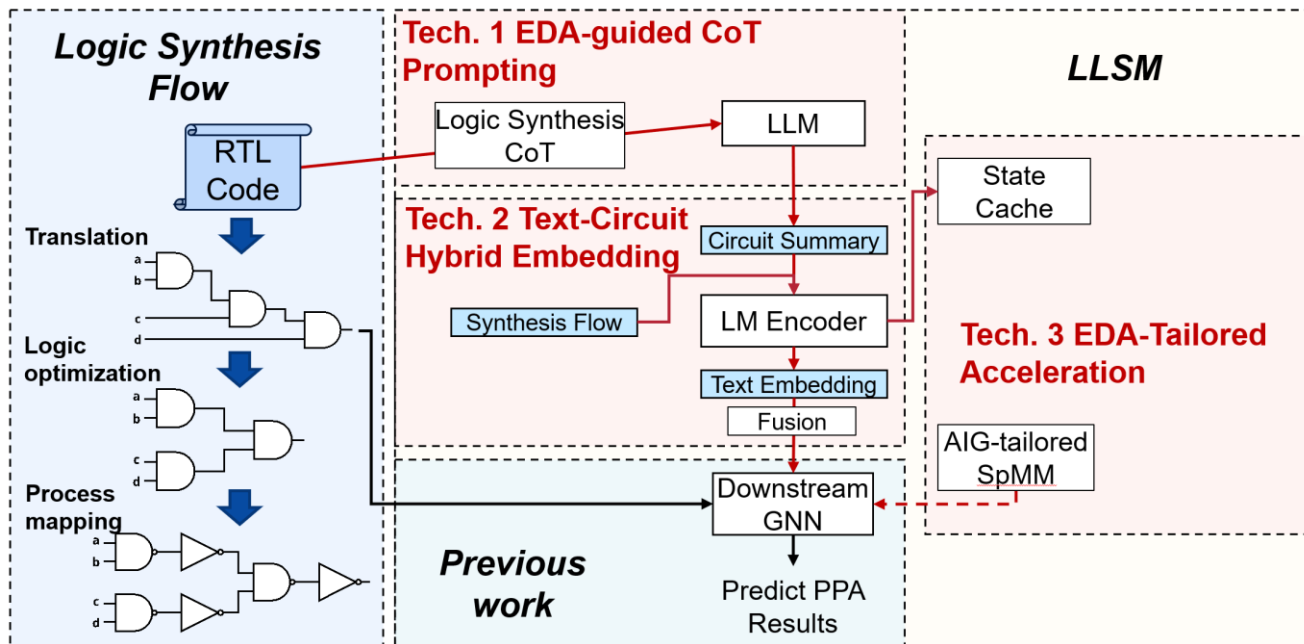 Logic Synthesis
Flow
RTL
Code
Translation
a
b
c
d
Logic
optimization
a
b
c
d
Process
mapping
a
b
c
d
Tech. 1 EDA-guided CoT
Prompting
Logic Synthesis
CoT
LLM
Tech. 2 Text-Circuit
Hybrid Embedding
Circuit Summary
Synthesis Flow
LM Encoder
Text Embedding
Fusion
Previous
work
Downstream
GNN
Predict PPA
Results
LLSM
State
Cache
Tech. 3 EDA-Tailored
Acceleration
AIG-tailored
SpMM